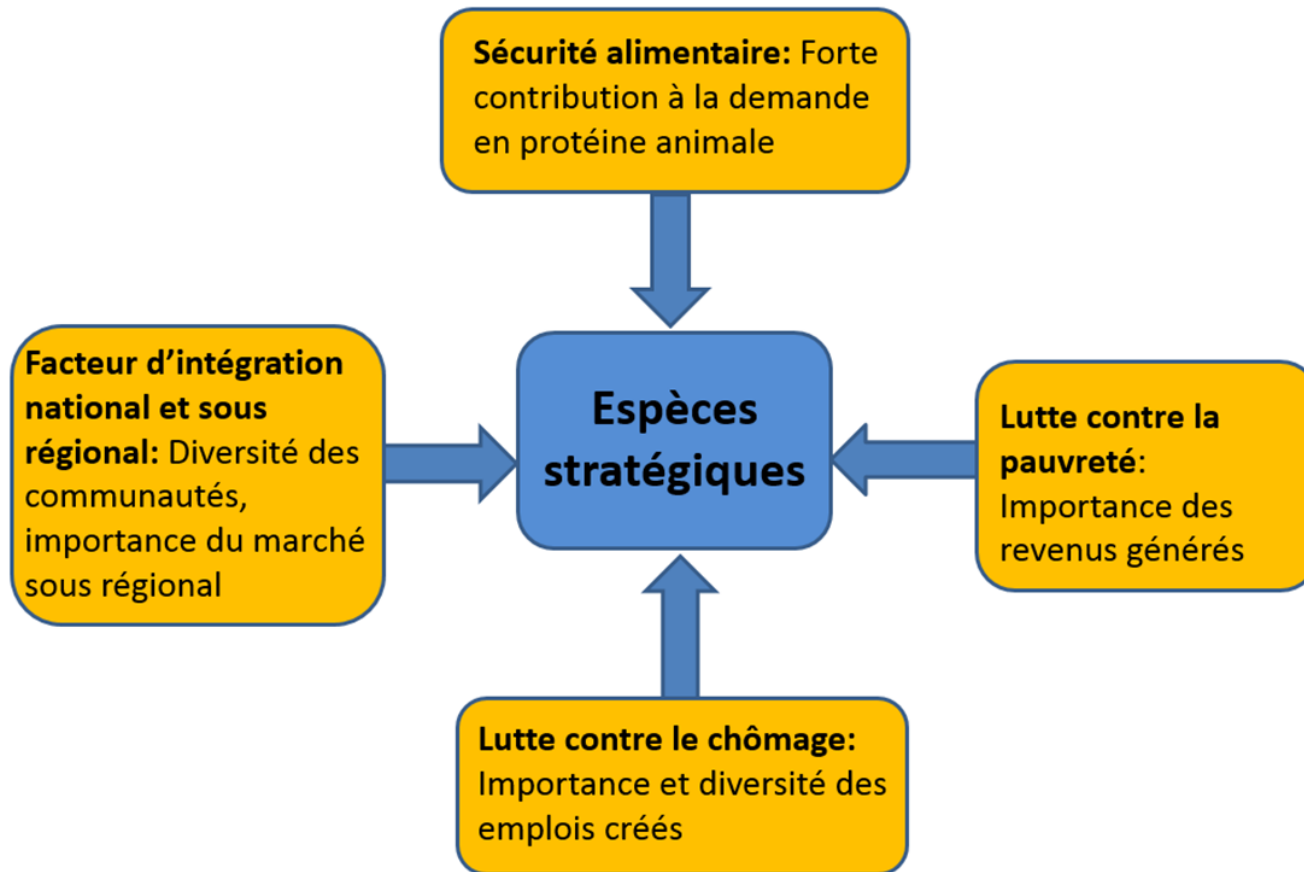 Sécurité alimentaire: Forte
contribution à la demande
en protéine animale
Facteur d’intégration
national et sous
régional: Diversité des
communautés,
importance du marché
sous régional
Espèces
stratégiques
Lutte contre la
pauvreté:
Importance des
revenus générés
Lutte contre le chômage:
Importance et diversité des
emplois créés